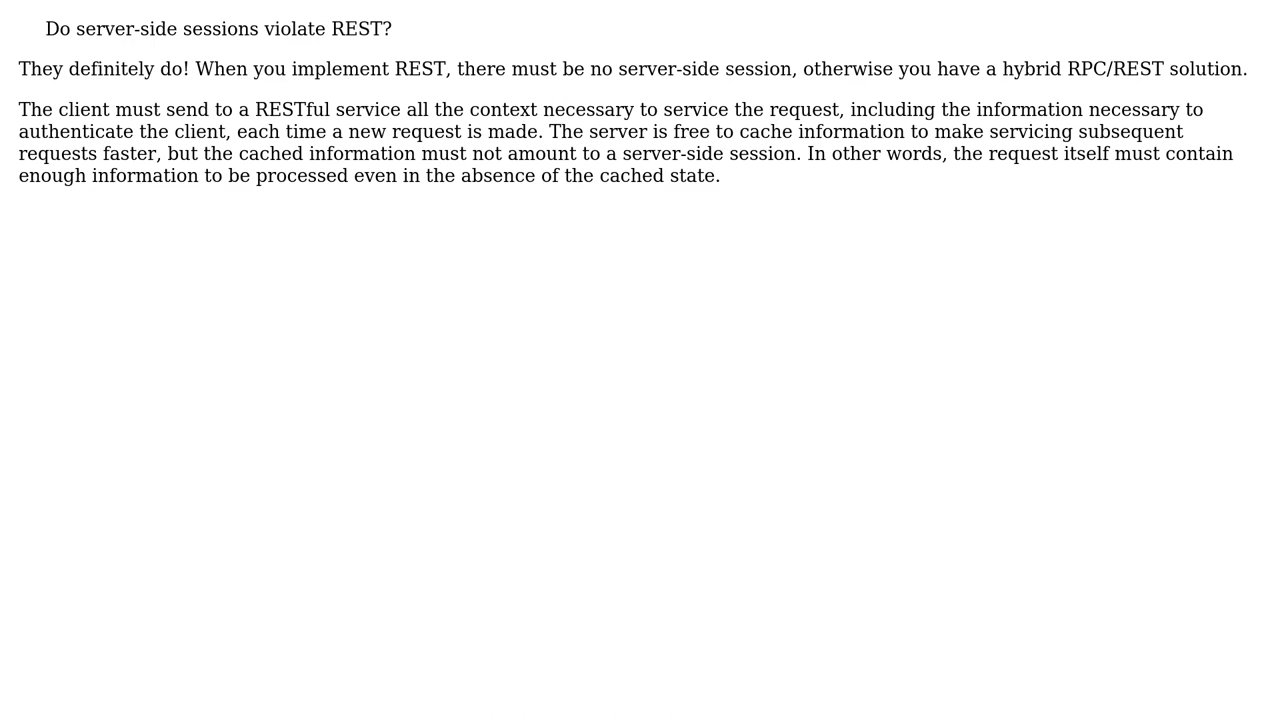 Do server-side sessions violate REST?
They definitely do! When you implement REST, there must be no server-side session, otherwise you have a hybrid RPC/REST solution.
The client must send to a RESTful service all the context necessary to service the request, including the information necessary to
authenticate the client, each time a new request is made. The server is free to cache information to make servicing subsequent
requests faster, but the cached information must not amount to a server-side session. In other words, the request itself must contain
enough information to be processed even in the absence of the cached state.